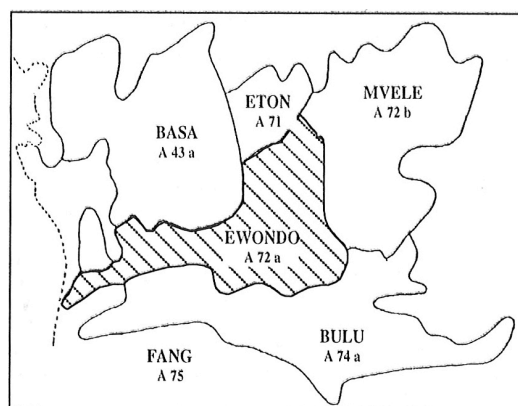 ETON
A 71
MVELE
A 72 b
BASA
A 43 a
EWONDO
A 72 a
BULU
A 74 a
FANG
A 75